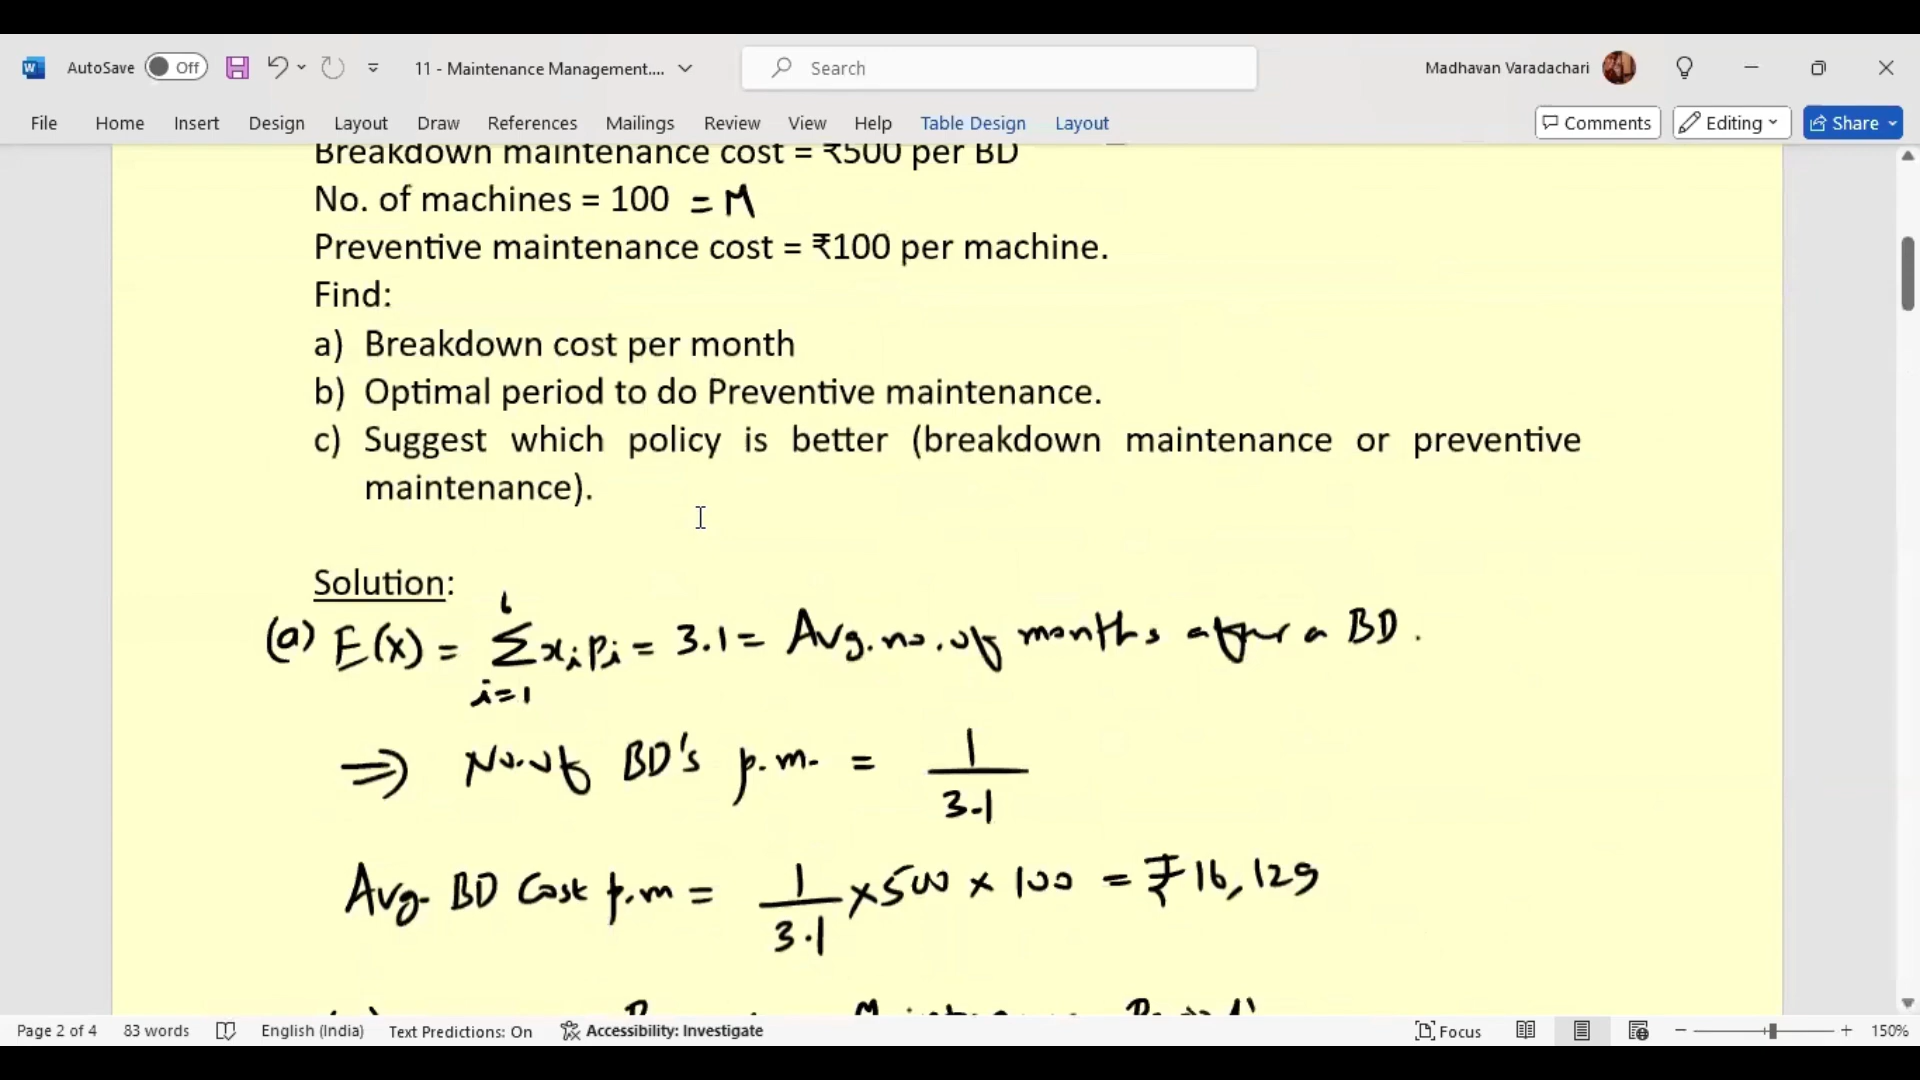 AutoSave Off 11 - Maintenance Management.... Search Madhavan Varadachari
File Home Insert Design Layout Draw References Mailings Review View Help Table Design Layout Comments Editing Share
Breakdown maintenance cost = ₹500 per BD
No. of machines = 100 = M
Preventive maintenance cost = ₹100 per machine.
Find:
a) Breakdown cost per month
b) Optimal period to do Preventive maintenance.
c) Suggest which policy is better (breakdown maintenance or preventive
maintenance).
Solution:
(a) E(x) = 6 Σ i=1 xi Pi = 3.1 = Avg. no. of months after a BD.
⇒ No. of BD's p.m. = 1/3.1
Avg. BD Cost p.m = 1/3.1 × 500 × 100 = ₹ 16,129
Page 2 of 4 83 words English (India) Text Predictions: On Accessibility: Investigate Focus 150%